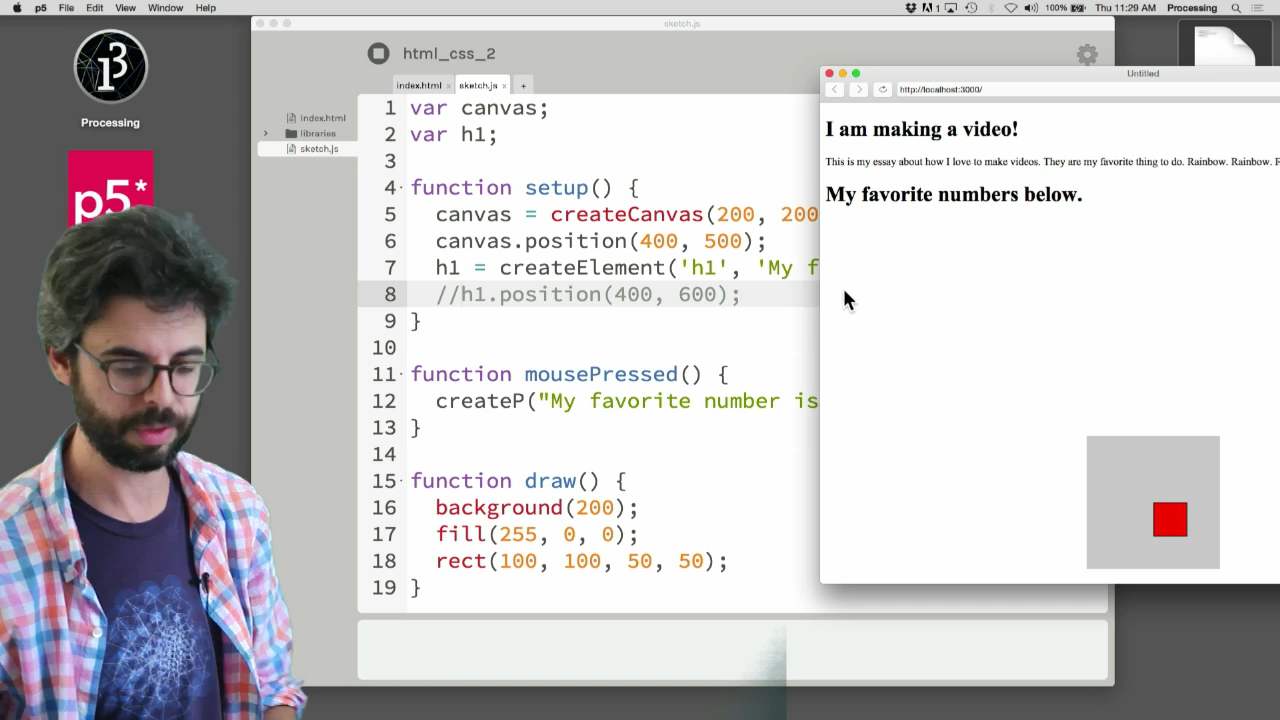 p5 File Edit View Window Help
1 100% Thu 11:29 AM Processing
sketch.js
html_css_2
index.html × sketch.js × +
index.html
libraries
sketch.js
Processing
p5*
1 var canvas;
2 var h1;
3
4 function setup() {
5 canvas = createCanvas(200, 200
6 canvas.position(400, 500);
7 h1 = createElement('h1', 'My f
8 //h1.position(400, 600);
9 }
10
11 function mousePressed() {
12 createP("My favorite number is
13 }
14
15 function draw() {
16 background(200);
17 fill(255, 0, 0);
18 rect(100, 100, 50, 50);
19 }
Untitled
http://localhost:3000/
I am making a video!
This is my essay about how I love to make videos. They are my favorite thing to do. Rainbow. Rainbow. F
My favorite numbers below.